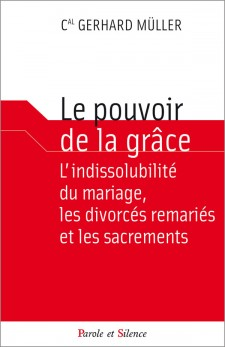 CAL GERHARD MÜLLER
Le pouvoir
de la grâce
L'indissolubilité
du mariage,
les divorcés remariés
et les sacrements
Parole et Silence